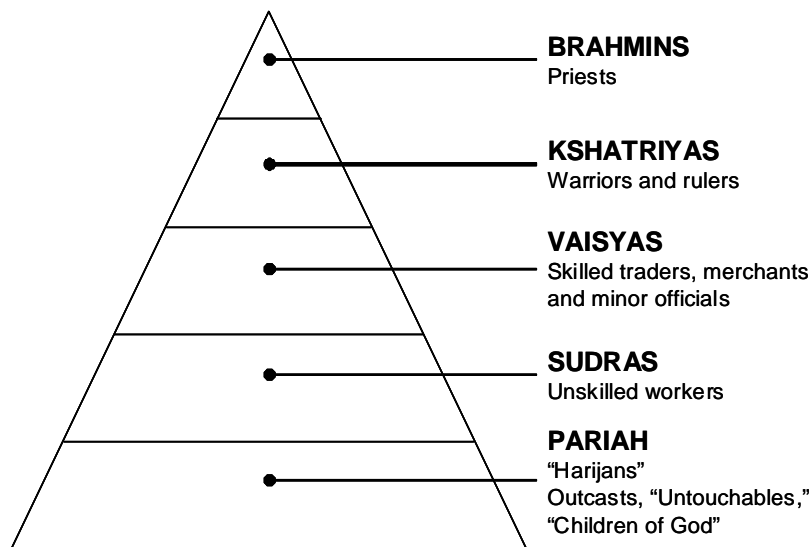 BRAHMINS
Priests
KSHATRIYAS
Warriors and rulers
VAISYAS
Skilled traders, merchants
and minor officials
SUDRAS
Unskilled workers
PARIAH
“Harijans”
Outcasts, “Untouchables,”
“Children of God”